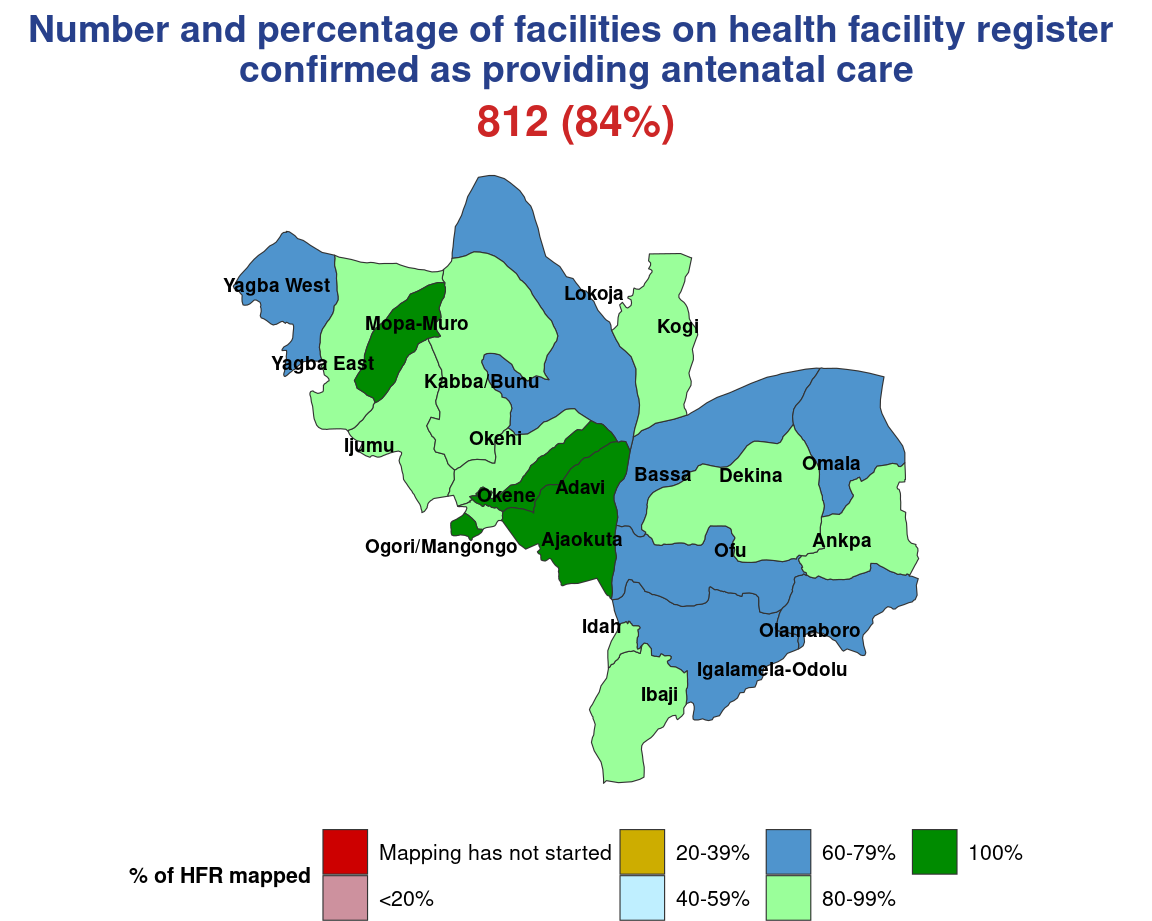 Number and percentage of facilities on health facility register
confirmed as providing antenatal care
812 (84%)
Yagba West
Lokoja
Mopa-Muro
Kogi
Yagba East
Kabba/Bunu
Ijumu
Okehi
Omala
Bassa
Dekina
Adavi
Okene
Ajaokuta
Ankpa
Ogori/Mangongo
Ofu
Idah
Olamaboro
Igalamela-Odolu
Ibaji
% of HFR mapped
Mapping has not started
<20%
20-39%
40-59%
60-79%
80-99%
100%